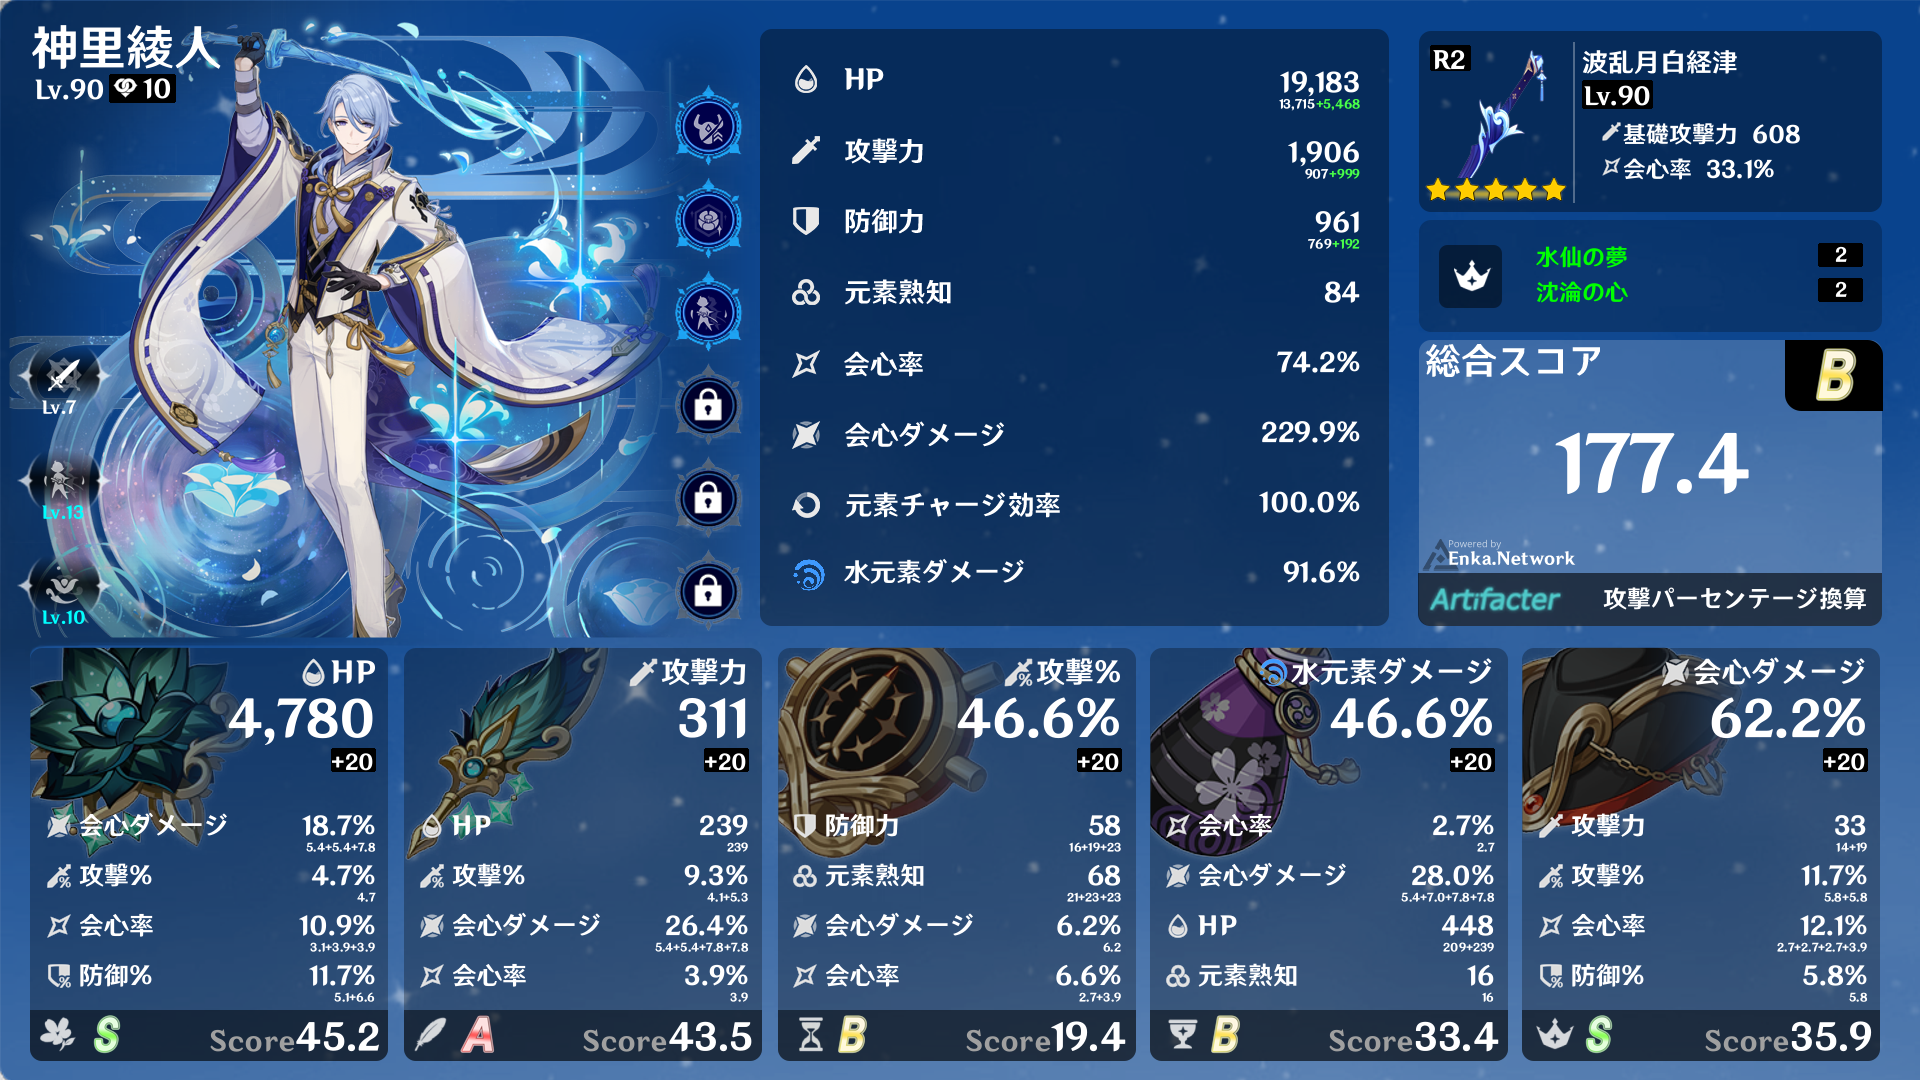 神里綾人
Lv.90 10
Lv.7
Lv.13
Lv.10
HP 19,183
13,715+5,468
攻撃力 1,906
907+999
防御力 961
769+192
元素熟知 84
会心率 74.2%
会心ダメージ 229.9%
元素チャージ効率 100.0%
水元素ダメージ 91.6%
R2
波乱月白経津
Lv.90
基礎攻撃力 608
会心率 33.1%
水仙の夢 2
沈淪の心 2
総合スコア B
177.4
Powered by
Enka.Network
Artifacter 攻撃パーセンテージ換算
HP
4,780
+20
会心ダメージ 18.7%
5.4+5.4+7.8
攻撃% 4.7%
4.7
会心率 10.9%
3.1+3.9+3.9
防御% 11.7%
5.1+6.6
S Score45.2
攻撃力
311
+20
HP 239
239
攻撃% 9.3%
4.1+5.3
会心ダメージ 26.4%
5.4+5.4+7.8+7.8
会心率 3.9%
3.9
A Score43.5
攻撃%
46.6%
+20
防御力 58
16+19+23
元素熟知 68
21+23+23
会心ダメージ 6.2%
6.2
会心率 6.6%
2.7+3.9
B Score19.4
水元素ダメージ
46.6%
+20
会心率 2.7%
2.7
会心ダメージ 28.0%
5.4+7.0+7.8+7.8
HP 448
209+239
元素熟知 16
16
B Score33.4
会心ダメージ
62.2%
+20
攻撃力 33
14+19
攻撃% 11.7%
5.8+5.8
会心率 12.1%
2.7+2.7+2.7+3.9
防御% 5.8%
5.8
S Score35.9